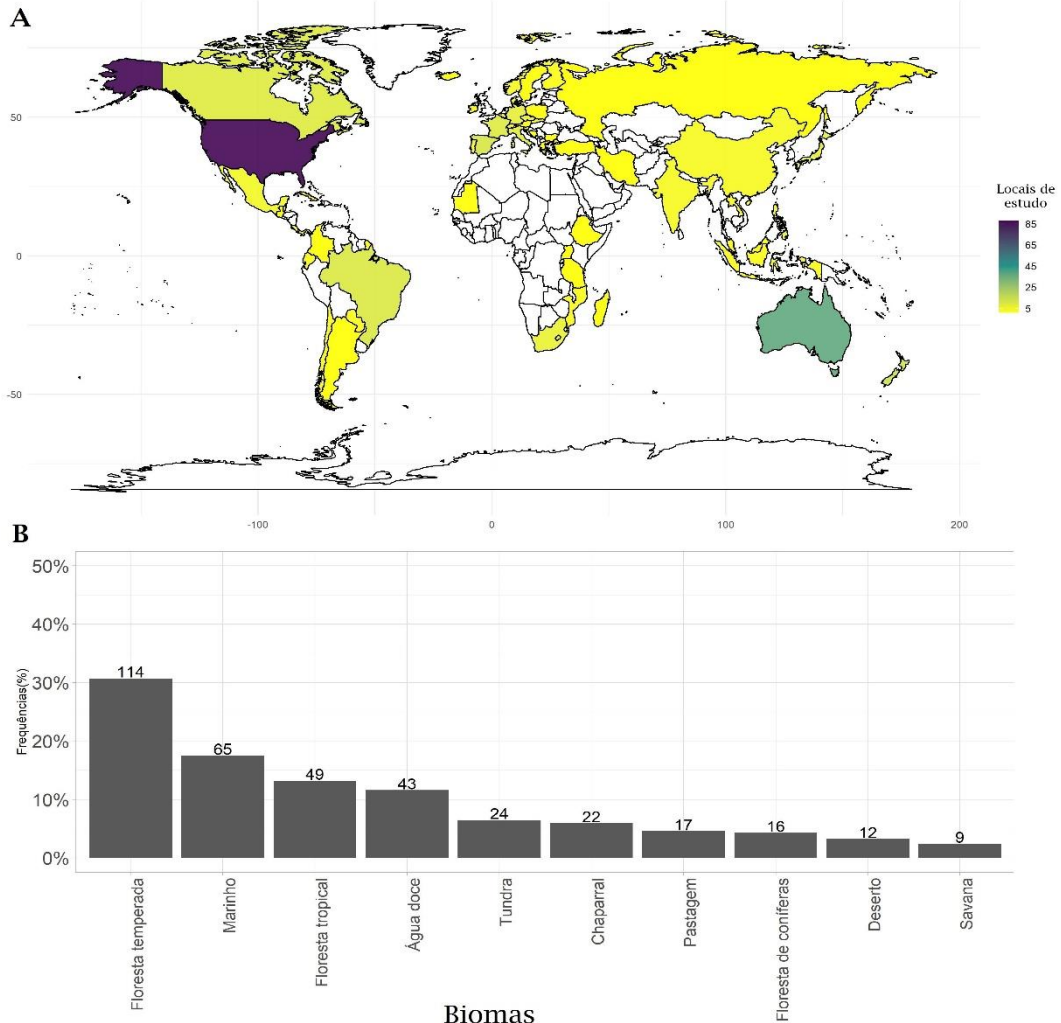 A
50
0
-50
-100
0
100
200
Locais de
estudo
85
65
45
25
5
B
Frequências(%)
50%
40%
30%
20%
10%
0%
114
65
49
43
24
22
17
16
12
9
Floresta temperada
Marinho
Floresta tropical
Água doce
Tundra
Chaparral
Pastagem
Floresta de coníferas
Deserto
Savana
Biomas